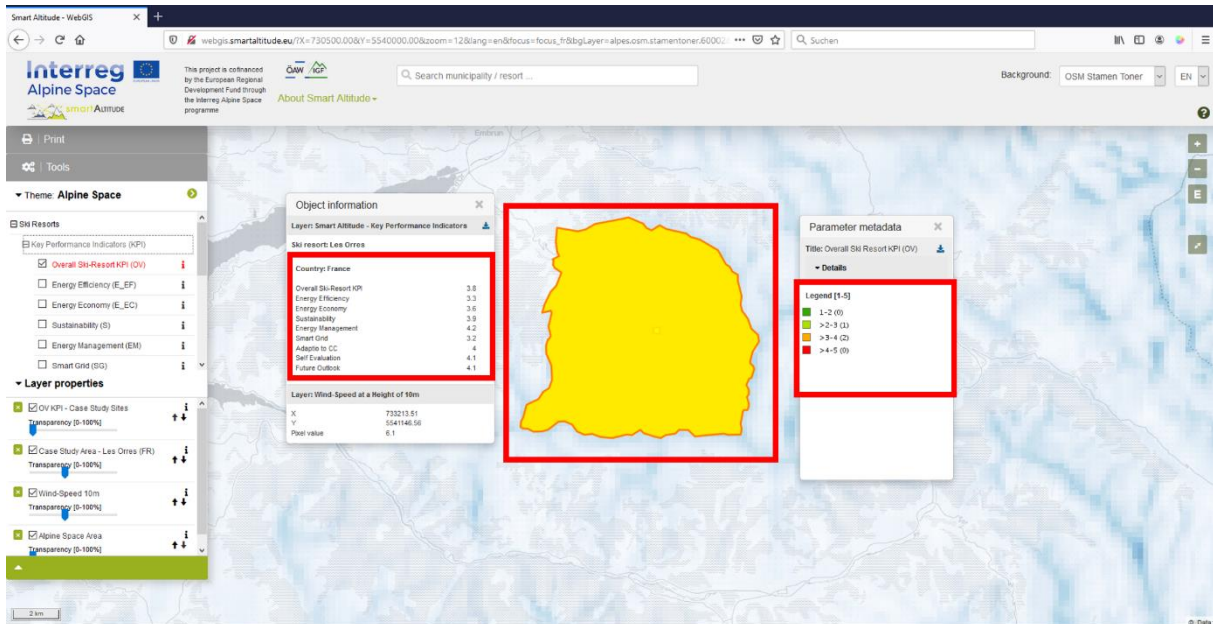 Smart Altitude - WebGIS
webgis.smartaltitude.eu/?X=730500.00&Y=5540000.00&zoom=12&lang=en&focus=focus_fr&bgLayer=alpes.osm.stamentoner.60002
Suchen
Interreg
Alpine Space
smartALTITUDE
EUROPEAN UNION
This project is cofinanced
by the European Regional
Development Fund through
the Interreg Alpine Space
programme
ÖAW IGF
About Smart Altitude
Search municipality / resort ...
Background: OSM Stamen Toner
EN
Print
Tools
Theme: Alpine Space
Ski Resorts
Key Performance Indicators (KPI)
Overall Ski-Resort KPI (OV)
Energy Efficiency (E_EF)
Energy Economy (E_EC)
Sustainability (S)
Energy Management (EM)
Smart Grid (SG)
Layer properties
OV KPI - Case Study Sites
Transparency [0-100%]
Case Study Area - Les Orres (FR)
Transparency [0-100%]
Wind-Speed 10m
Transparency [0-100%]
Alpine Space Area
Transparency [0-100%]
2 km
Embrun
Object information
Layer: Smart Altitude - Key Performance Indicators
Ski resort: Les Orres
Country: France
Overall Ski-Resort KPI 3.8
Energy Efficiency 3.3
Energy Economy 3.6
Sustainability 3.9
Energy Management 4.2
Smart Grid 3.2
Adaptio to CC 4
Self Evaluation 4.1
Future Outlook 4.1
Layer: Wind-Speed at a Height of 10m
X 733213.51
Y 5541146.50
Pixel value 6.1
Parameter metadata
Title: Overall Ski Resort KPI (OV)
Details
Legend [1-5]
1-2 (0)
>2-3 (1)
>3-4 (2)
>4-5 (0)
E
© Data